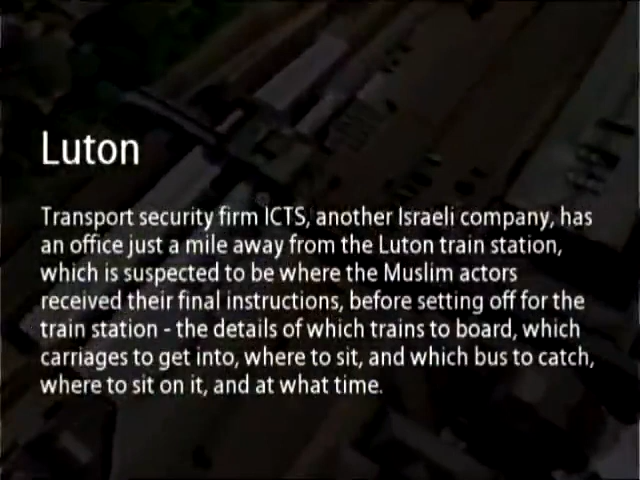 Luton
Transport security firm ICTS, another Israeli company, has
an office just a mile away from the Luton train station,
which is suspected to be where the Muslim actors
received their final instructions, before setting off for the
train station - the details of which trains to board, which
carriages to get into, where to sit, and which bus to catch,
where to sit on it, and at what time.